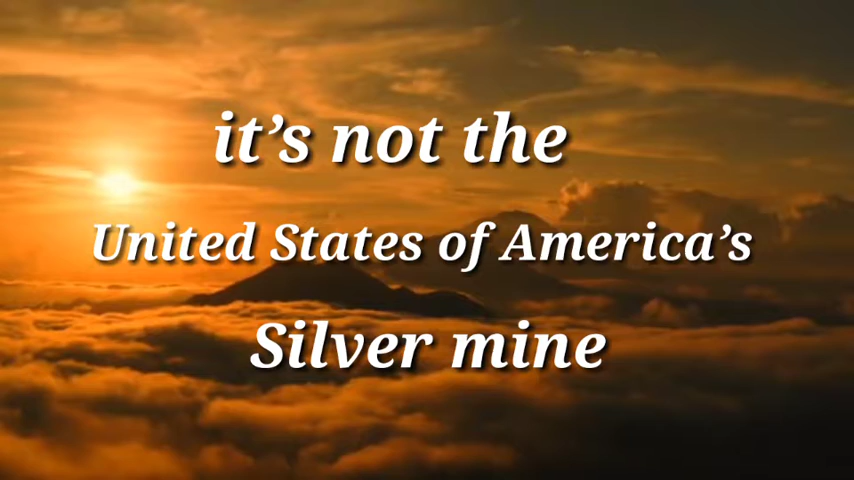 it’s not the
United States of America’s
Silver mine